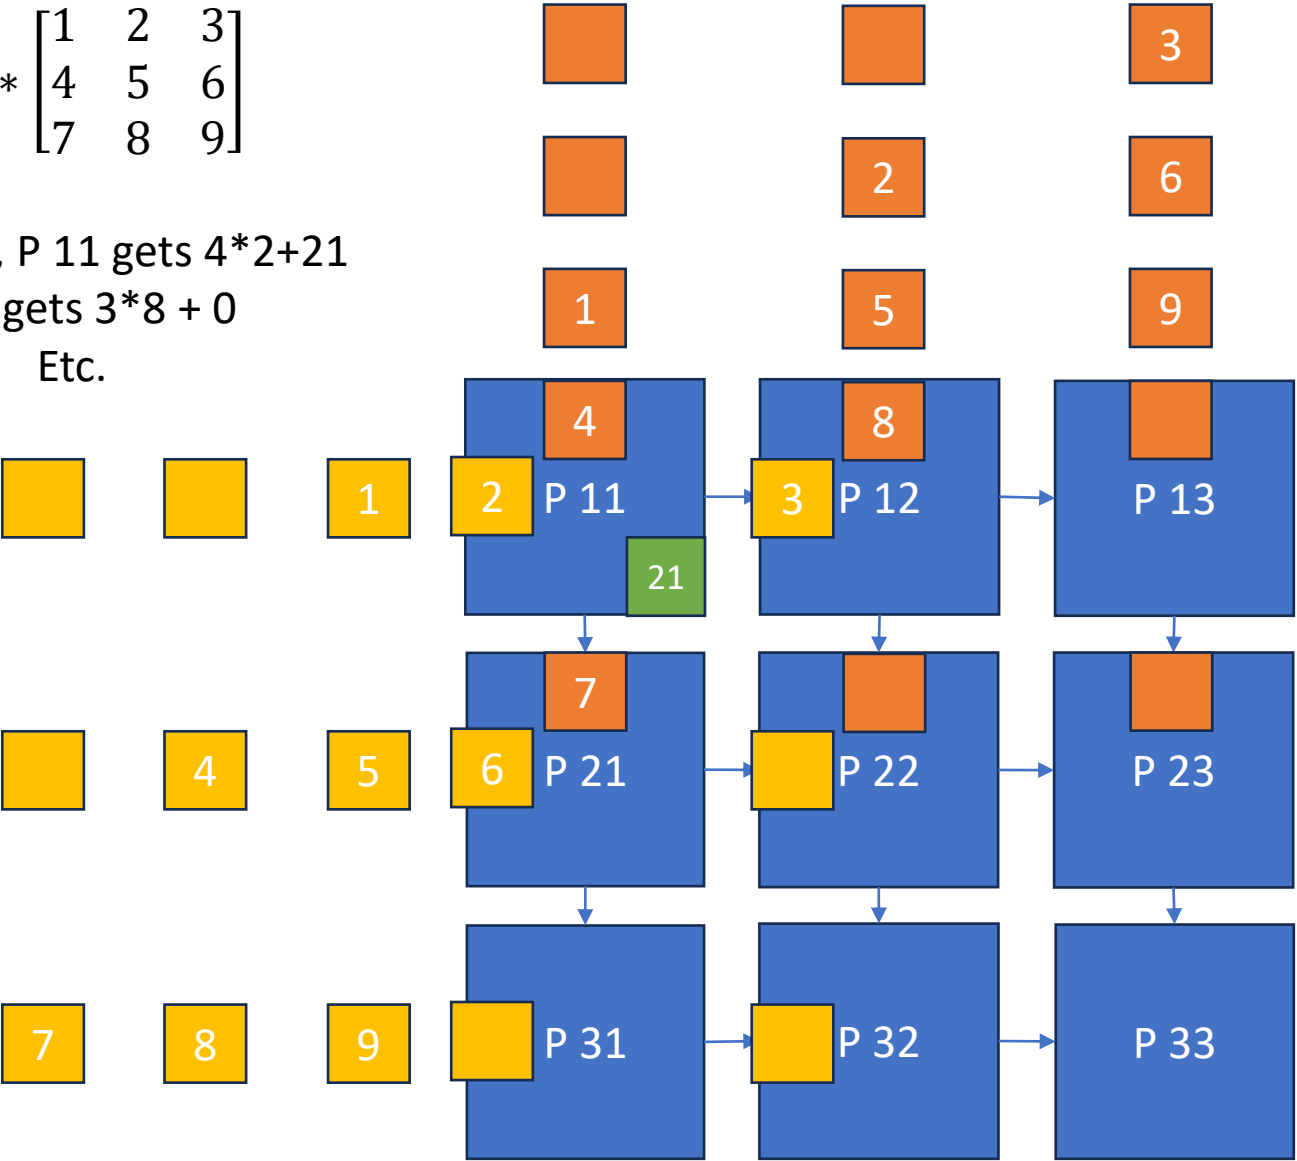 * [1 2 3
4 5 6
7 8 9]
, P 11 gets 4*2+21
gets 3*8 + 0
Etc.
3
2 6
1 5 9
4 8
1 2 P 11 3 P 12 P 13
21
7
4 5 6 P 21 P 22 P 23
7 8 9 P 31 P 32 P 33